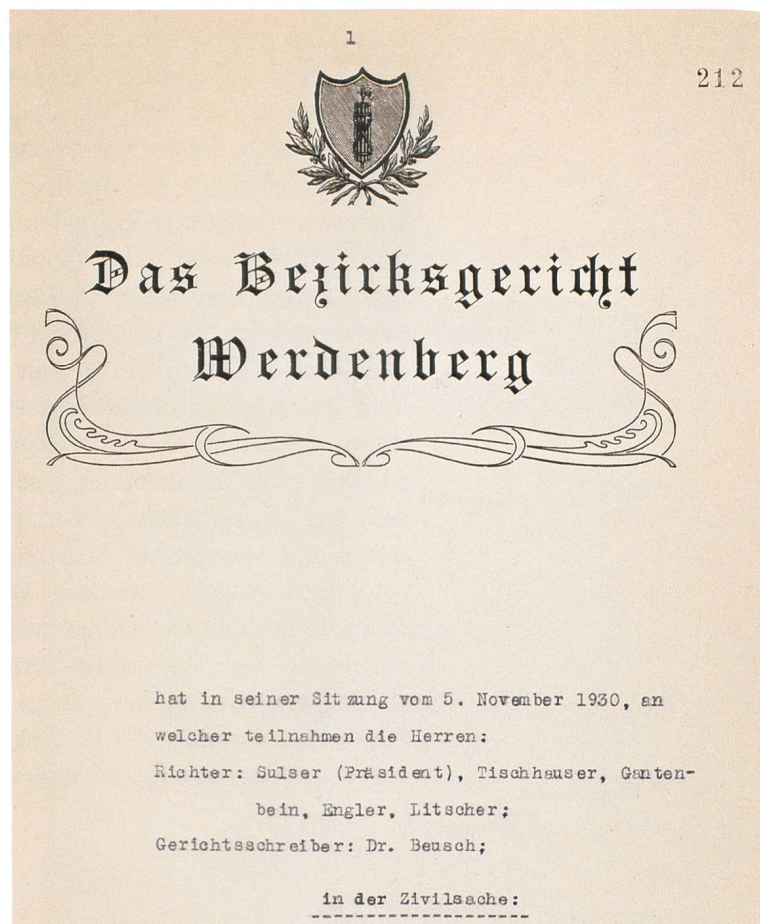 1
212
Das Bezirksgericht
Werdenberg
hat in seiner Sitzung vom 5. November 1930, an
welcher teilnahmen die Herren:
Richter: Sulser (Präsident), Tischhauser, Ganten-
bein, Engler, Litscher;
Gerichtsschreiber: Dr. Beusch;
in der Zivilsache: